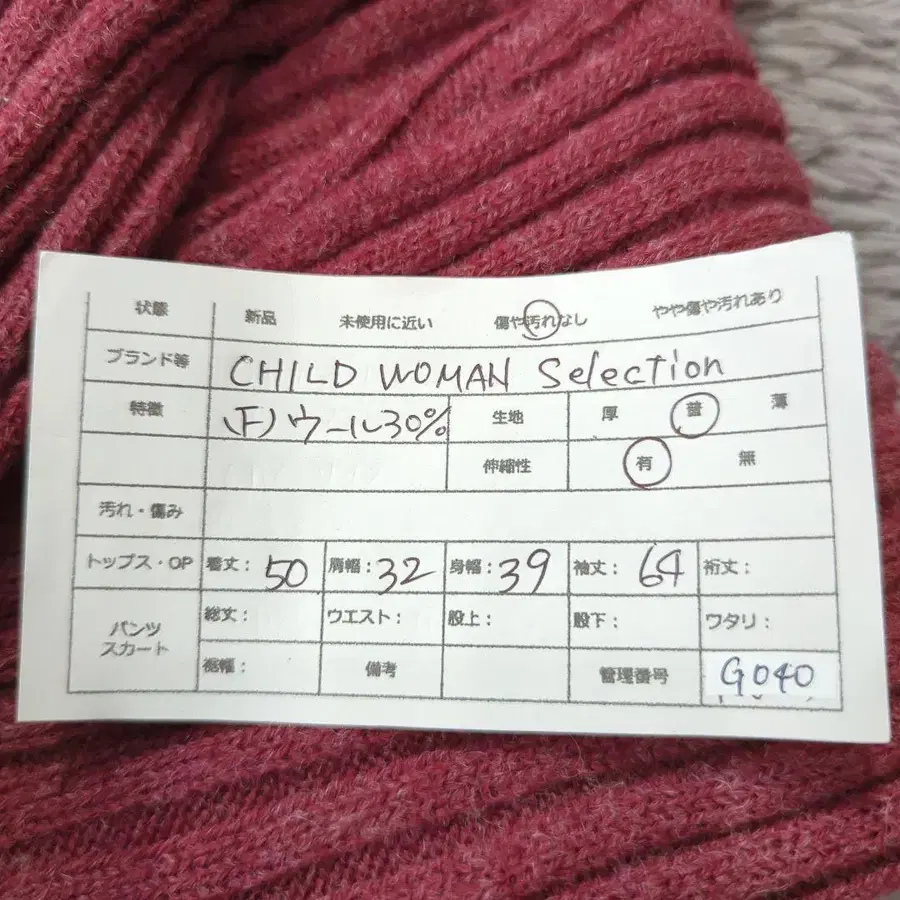 状態 新品 未使用に近い 傷や汚れなし やや傷や汚れあり
ブランド等 CHILD WOMAN Selection
特徴 (F)ウール30% 生地 厚 普 薄
伸縮性 有 無
汚れ・傷み
トップス・OP 着丈: 50 肩幅: 32 身幅: 39 袖丈: 64 裄丈:
パンツ スカート
総丈: ウエスト: 股上: 股下: ワタリ:
裾幅: 備考 管理番号 G040